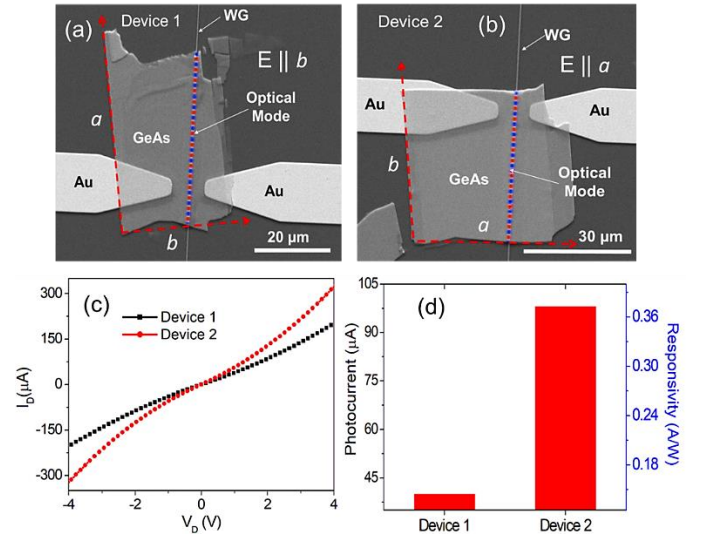 Device 1
(a)
WG
E || b
a
Optical
Mode
GeAs
Au
Au
b
20 μm
Device 2
(b)
WG
E || a
Au
Au
b
GeAs
Optical
Mode
a
30 μm
(c)
Device 1
Device 2
300
150
0
-150
-300
I_D(μA)
-4
-2
0
2
4
V_D (V)
(d)
105
90
75
60
45
Photocurrent (μA)
0.36
0.30
0.24
0.18
Responsivity (A/W)
Device 1
Device 2